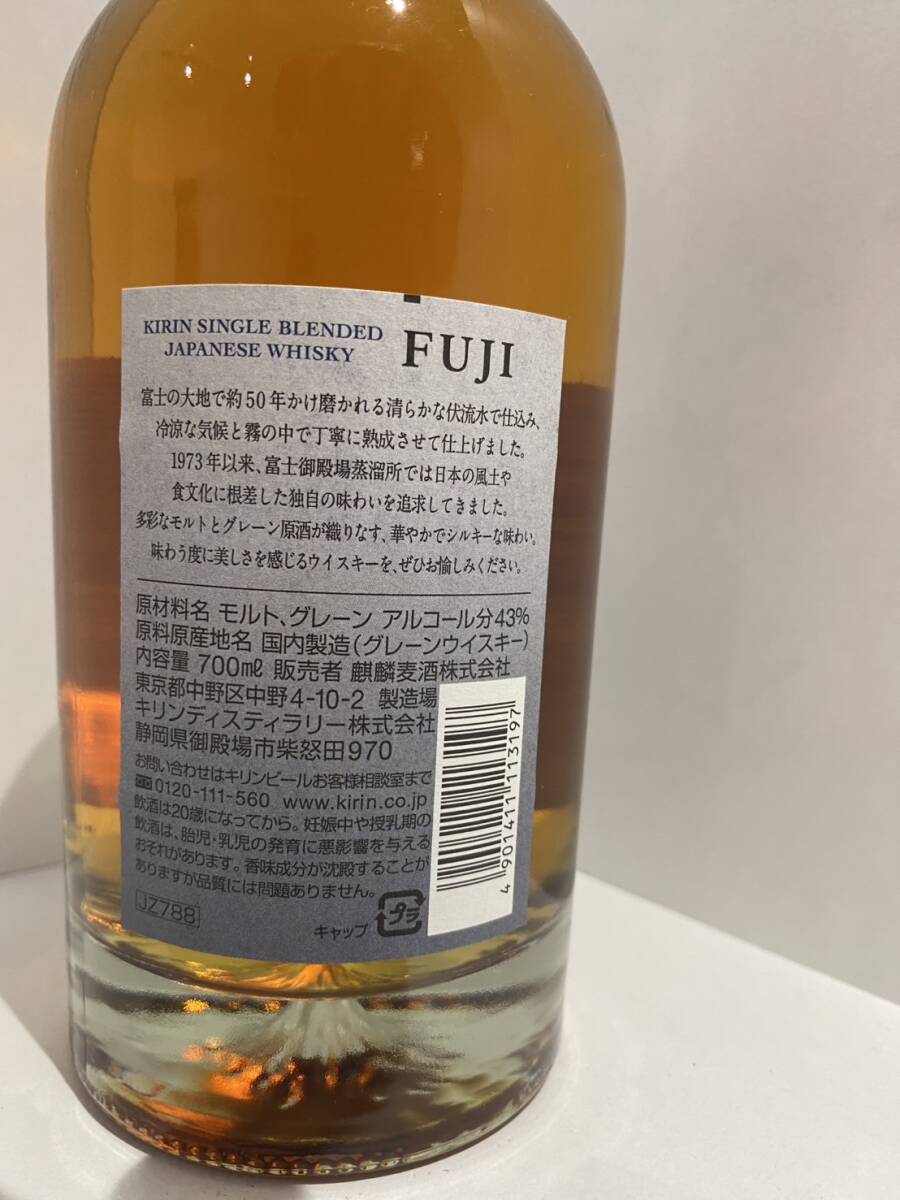 KIRIN SINGLE BLENDED
JAPANESE WHISKY
FUJI
富士の大地で約50年かけ磨かれる清らかな伏流水で仕込み、
冷涼な気候と霧の中で丁寧に熟成させて仕上げました。
1973年以来、富士御殿場蒸溜所では日本の風土や
食文化に根差した独自の味わいを追求してきました。
多彩なモルトとグレーン原酒が織りなす、華やかでシルキーな味わい。
味わう度に美しさを感じるウイスキーを、ぜひお愉しみください。
原材料名 モルト、グレーン アルコール分43%
原料原産地名 国内製造(グレーンウイスキー)
内容量 700mℓ 販売者 麒麟麦酒株式会社
東京都中野区中野4-10-2 製造場
キリンディスティラリー株式会社
静岡県御殿場市柴怒田970
お問い合わせはキリンビールお客様相談室まで
0120-111-560 www.kirin.co.jp
飲酒は20歳になってから。妊娠中や授乳期の
飲酒は、胎児・乳児の発育に悪影響を与える
おそれがあります。香味成分が沈殿することが
ありますが品質には問題ありません。
JZ788
キャップ プラ
4 901411 113197